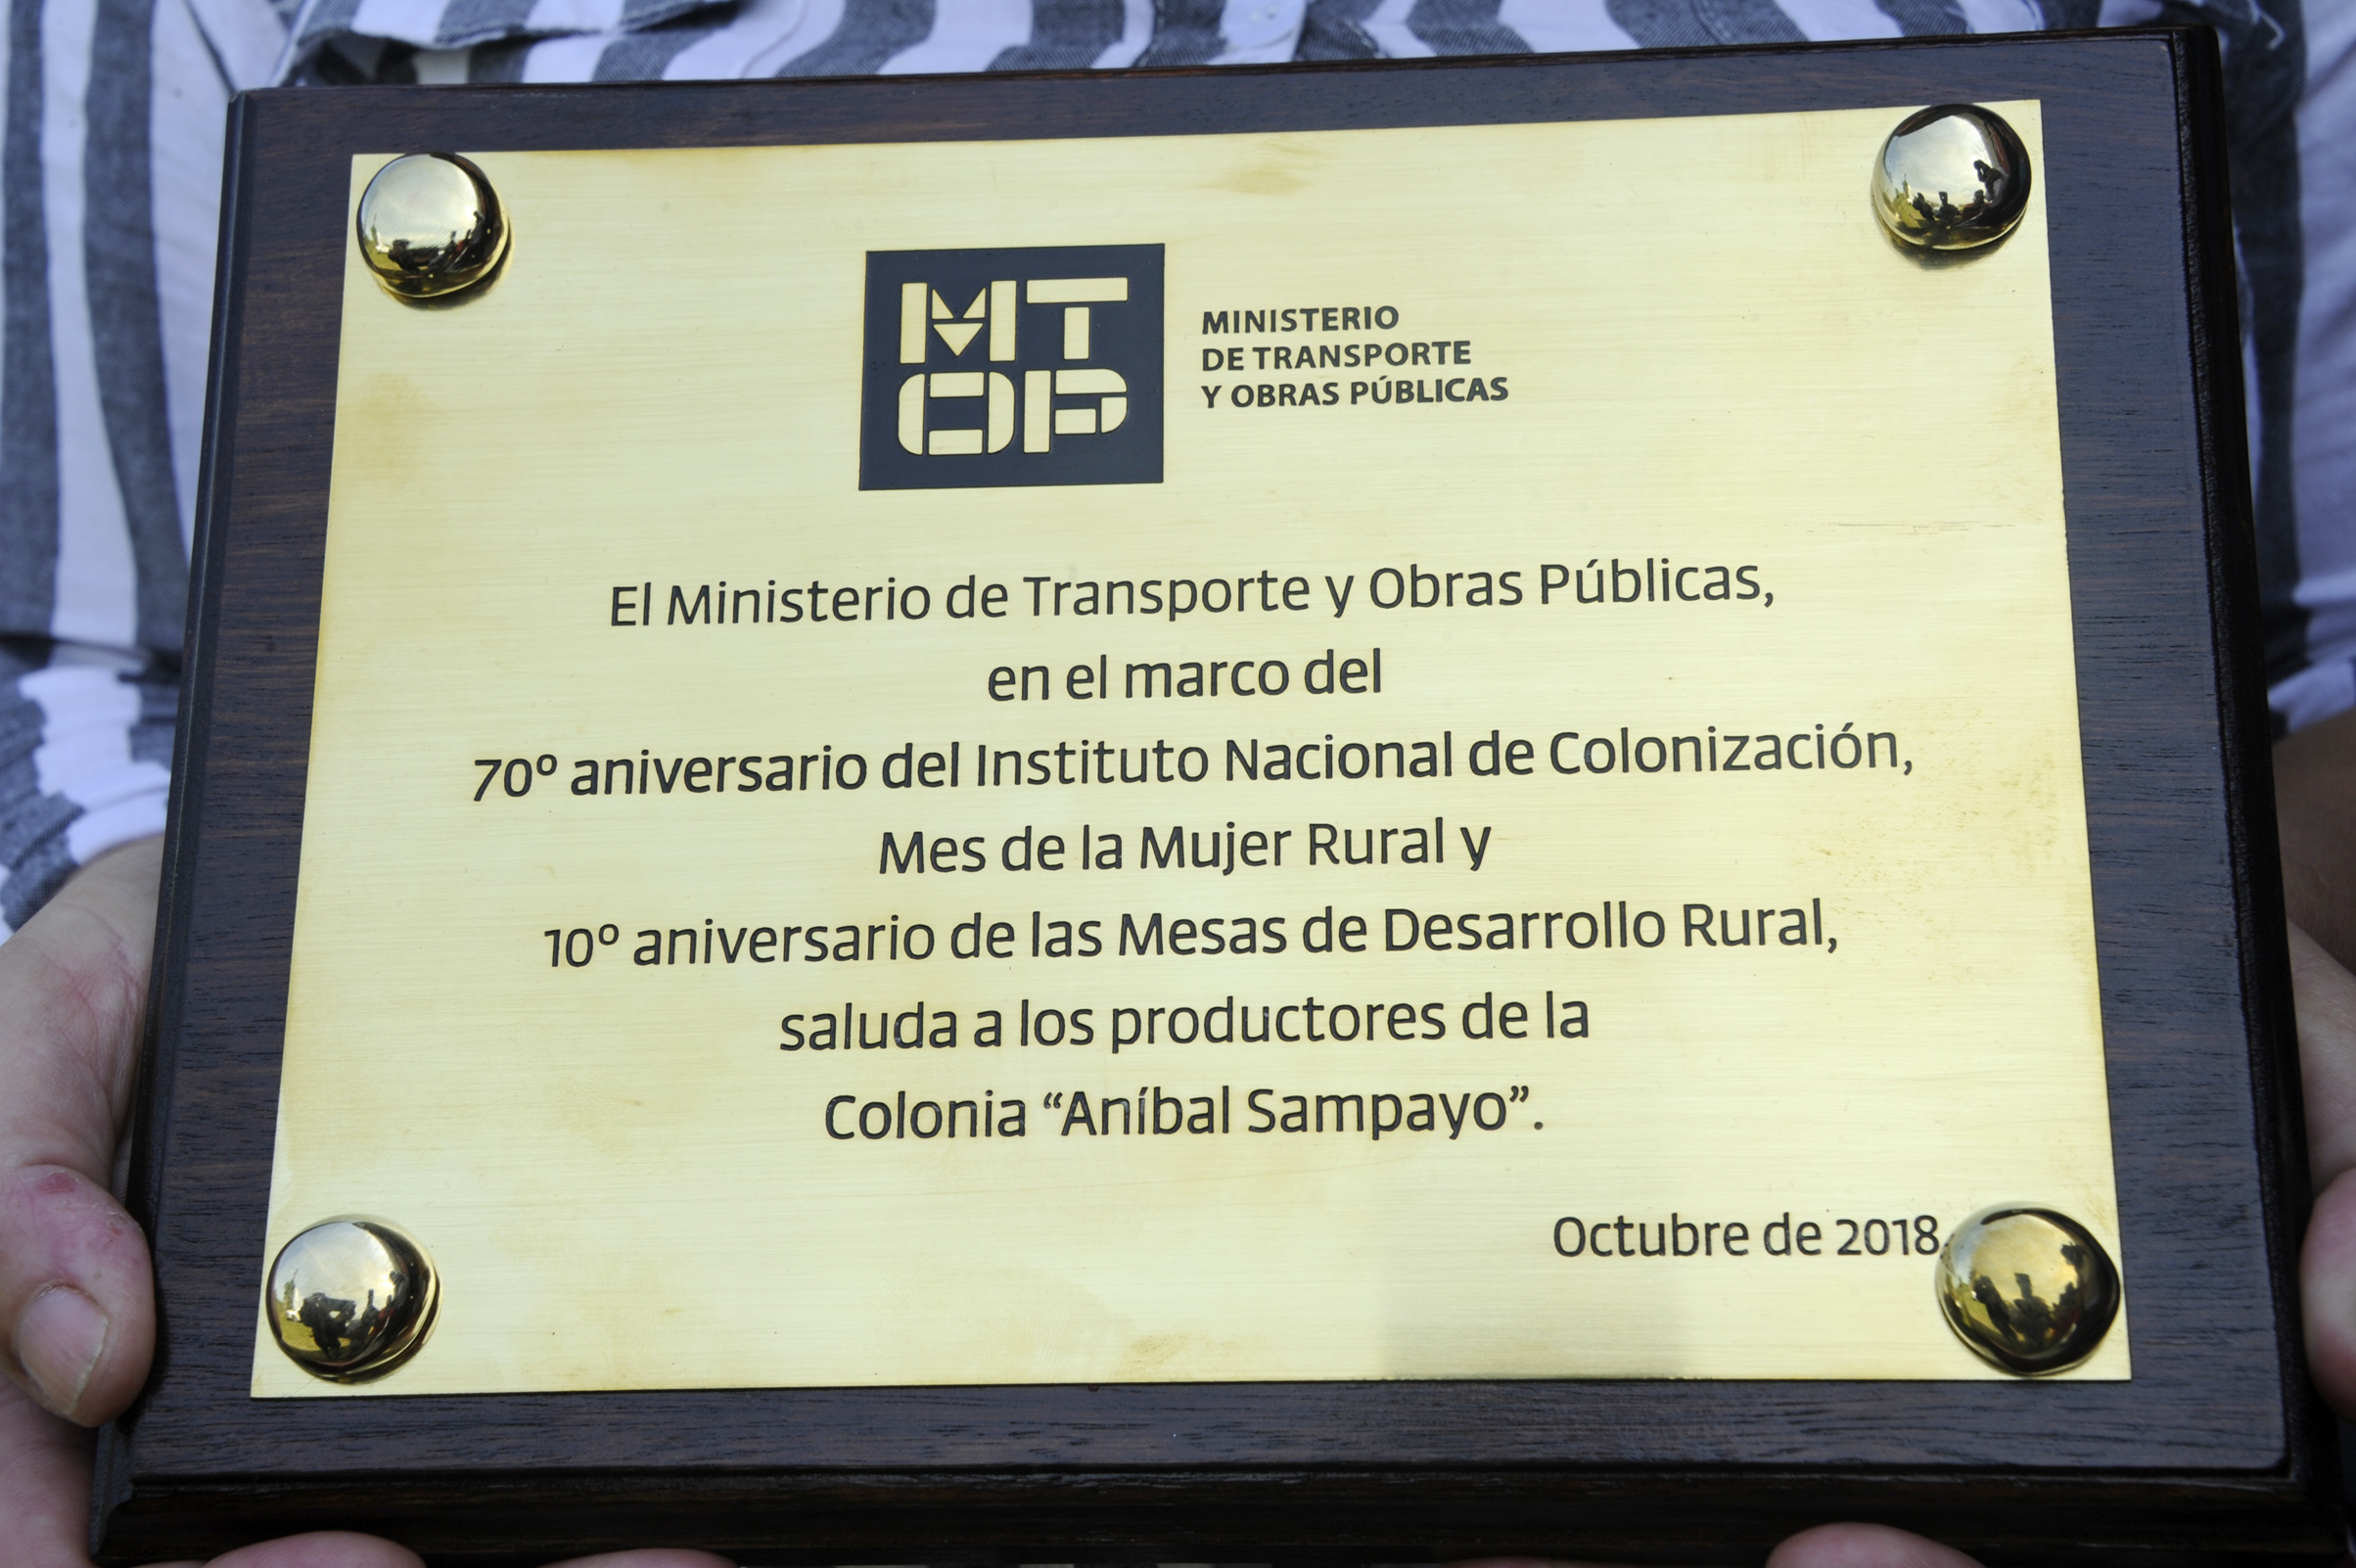 MT
OP
MINISTERIO
DE TRANSPORTE
Y OBRAS PÚBLICAS
El Ministerio de Transporte y Obras Públicas,
en el marco del
70º aniversario del Instituto Nacional de Colonización,
Mes de la Mujer Rural y
10º aniversario de las Mesas de Desarrollo Rural,
saluda a los productores de la
Colonia “Aníbal Sampayo”.
Octubre de 2018.